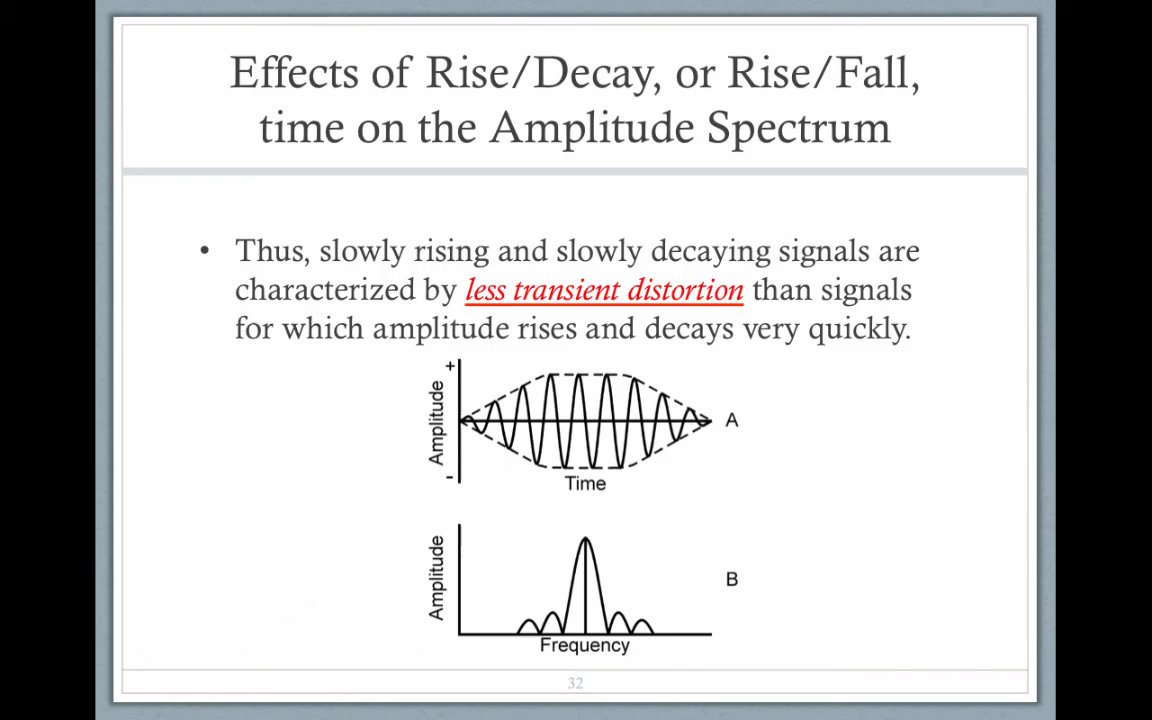 Effects of Rise/Decay, or Rise/Fall,
time on the Amplitude Spectrum
• Thus, slowly rising and slowly decaying signals are
characterized by less transient distortion than signals
for which amplitude rises and decays very quickly.
+
Amplitude
-
A
Time
Amplitude
B
Frequency
32